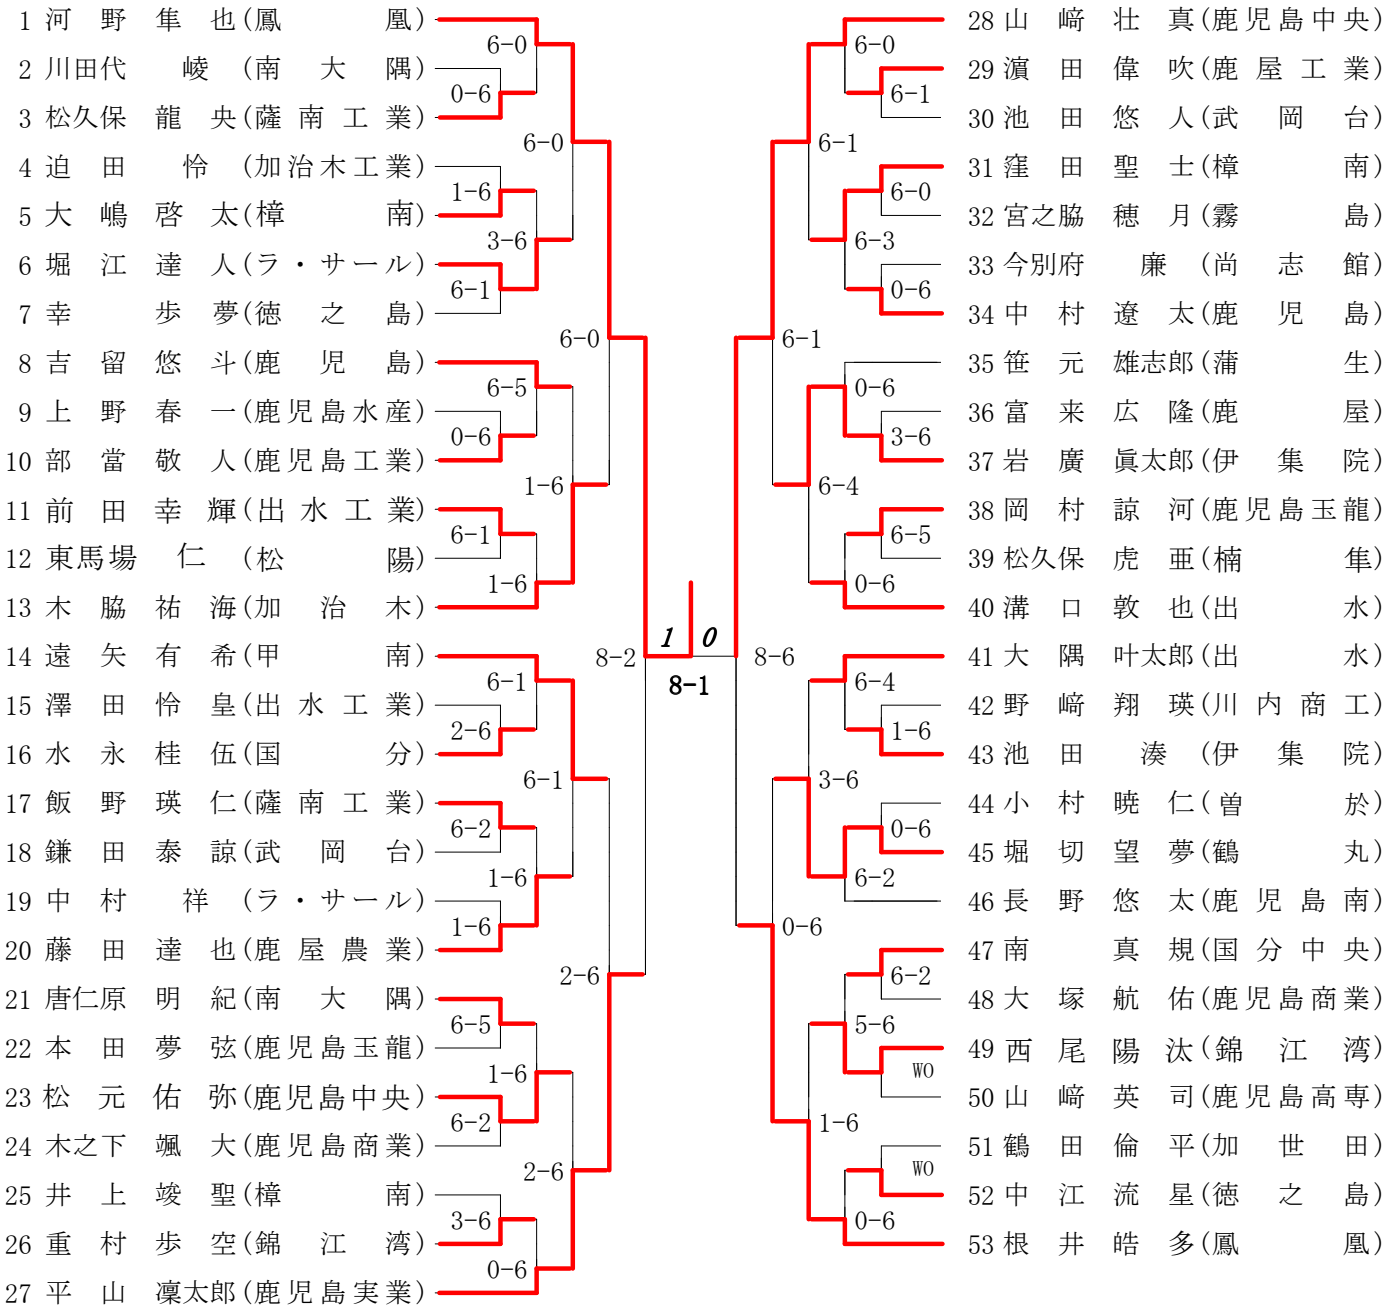 1 河野隼也(鳳凰)
2 川田代 崚(南大隅)
3 松久保龍央(薩南工業)
4 迫田 怜(加治木工業)
5 大嶋啓太(樟南)
6 堀江達人(ラ・サール)
7 幸 歩夢(徳之島)
8 吉留悠斗(鹿児島)
9 上野春一(鹿児島水産)
10 部當敬人(鹿児島工業)
11 前田幸輝(出水工業)
12 東馬場 仁(松陽)
13 木脇祐海(加治木)
14 遠矢有希(甲南)
15 澤田怜皇(出水工業)
16 水永桂伍(国分)
17 飯野瑛仁(薩南工業)
18 鎌田泰諒(武岡台)
19 中村 祥(ラ・サール)
20 藤田達也(鹿屋農業)
21 唐仁原明紀(南大隅)
22 本田夢弦(鹿児島玉龍)
23 松元佑弥(鹿児島中央)
24 木之下颯大(鹿児島商業)
25 井上竣聖(樟南)
26 重村歩空(錦江湾)
27 平山凜太郎(鹿児島実業)
6-0
0-6
6-0
1-6
3-6
6-1
6-0
6-5
0-6
1-6
6-1
1-6
8-2
6-1
2-6
6-1
6-2
1-6
1-6
2-6
6-5
1-6
6-2
2-6
3-6
0-6
1 0
8-1
28 山﨑壮真(鹿児島中央)
29 濵田偉吹(鹿屋工業)
30 池田悠人(武岡台)
31 窪田聖士(樟南)
32 宮之脇穂月(霧島)
33 今別府 廉(尚志館)
34 中村遼太(鹿児島)
35 笹元雄志郎(蒲生)
36 富来広隆(鹿屋)
37 岩廣眞太郎(伊集院)
38 岡村諒河(鹿児島玉龍)
39 松久保虎亜(楠隼)
40 溝口敦也(出水)
41 大隅叶太郎(出水)
42 野﨑翔瑛(川内商工)
43 池田 湊(伊集院)
44 小村暁仁(曽於)
45 堀切望夢(鶴丸)
46 長野悠太(鹿児島南)
47 南 真規(国分中央)
48 大塚航佑(鹿児島商業)
49 西尾陽汰(錦江湾)
50 山﨑英司(鹿児島高専)
51 鶴田倫平(加世田)
52 中江流星(徳之島)
53 根井皓多(鳳凰)
6-0
6-1
6-1
6-0
6-3
0-6
6-1
0-6
3-6
6-4
6-5
0-6
8-6
6-4
1-6
3-6
0-6
6-2
0-6
6-2
5-6
WO
1-6
WO
0-6